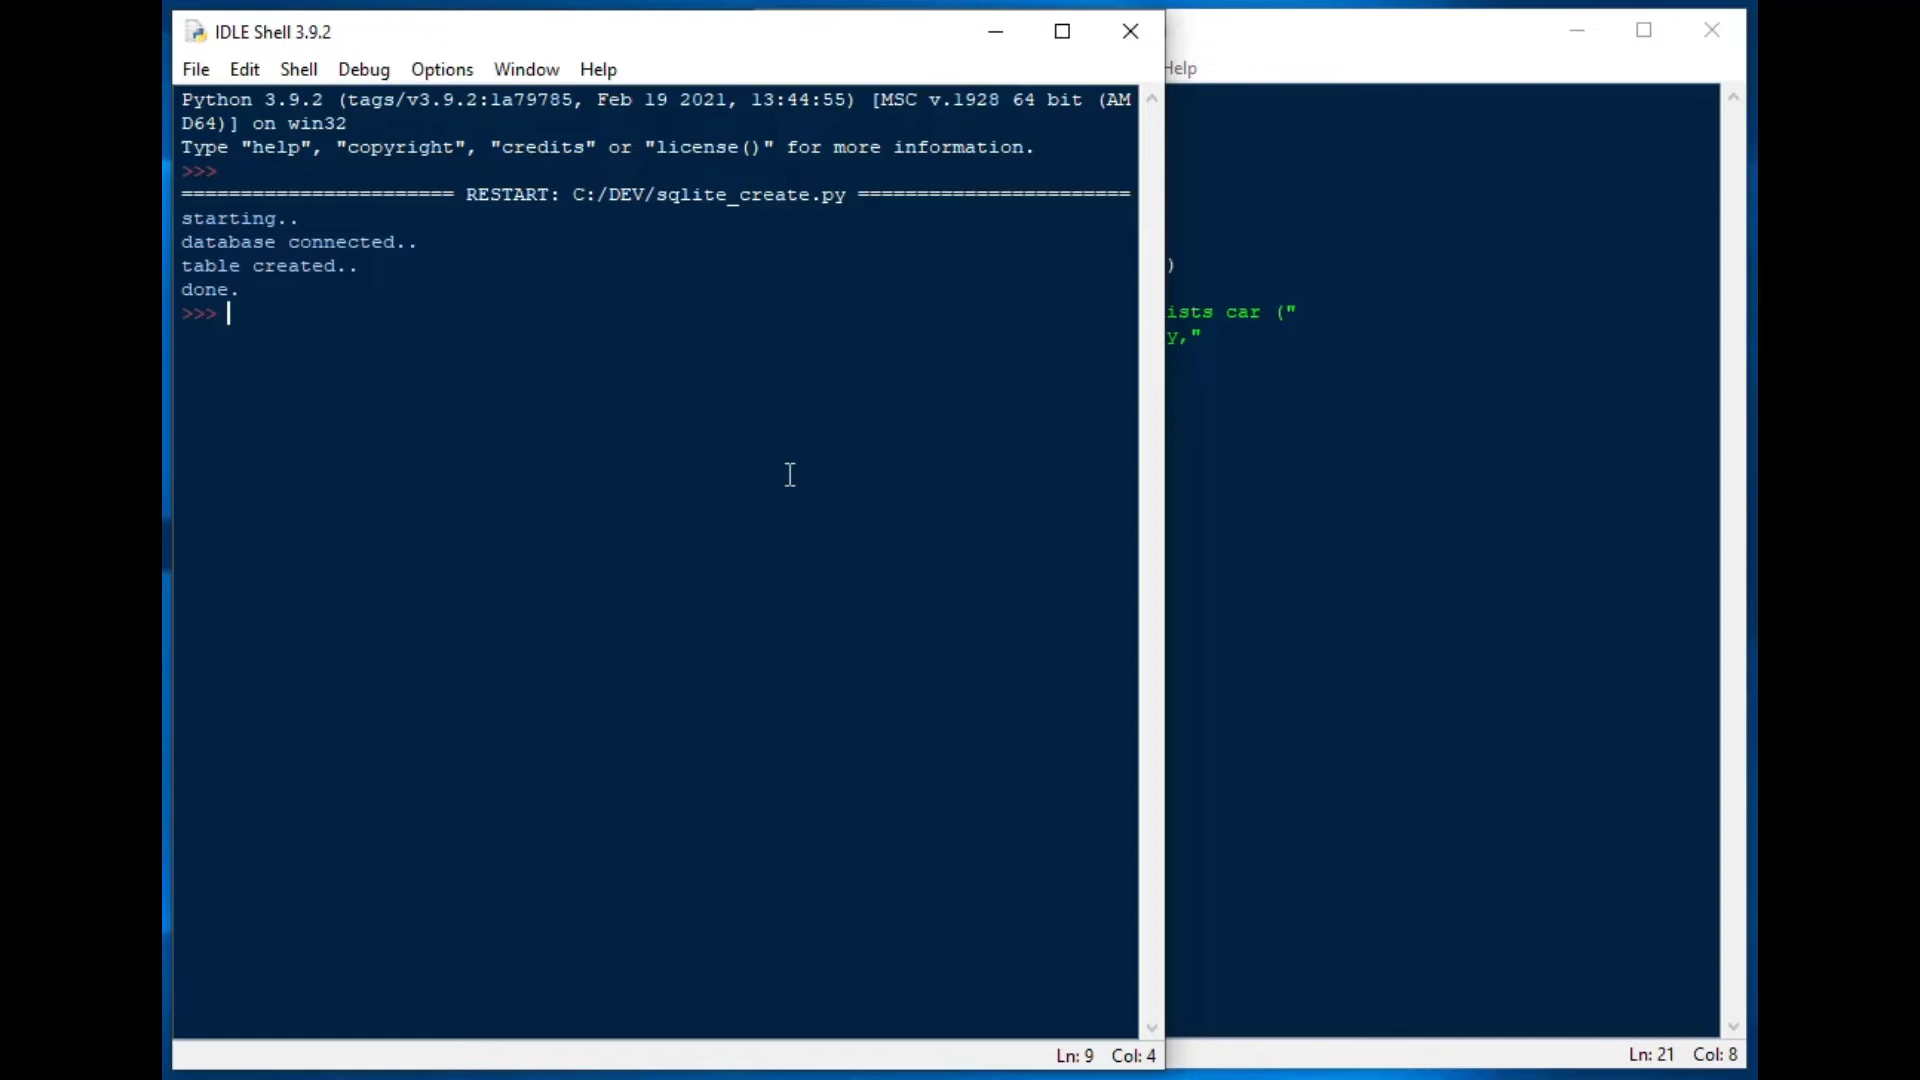 IDLE Shell 3.9.2
File Edit Shell Debug Options Window Help
Help
Python 3.9.2 (tags/v3.9.2:1a79785, Feb 19 2021, 13:44:55) [MSC v.1928 64 bit (AM
D64)] on win32
Type "help", "copyright", "credits" or "license()" for more information.
>>>
======================= RESTART: C:/DEV/sqlite_create.py =======================
starting..
database connected..
table created..
done.
>>>
)
ists car ("
y,"
Ln: 9 Col: 4
Ln: 21 Col: 8